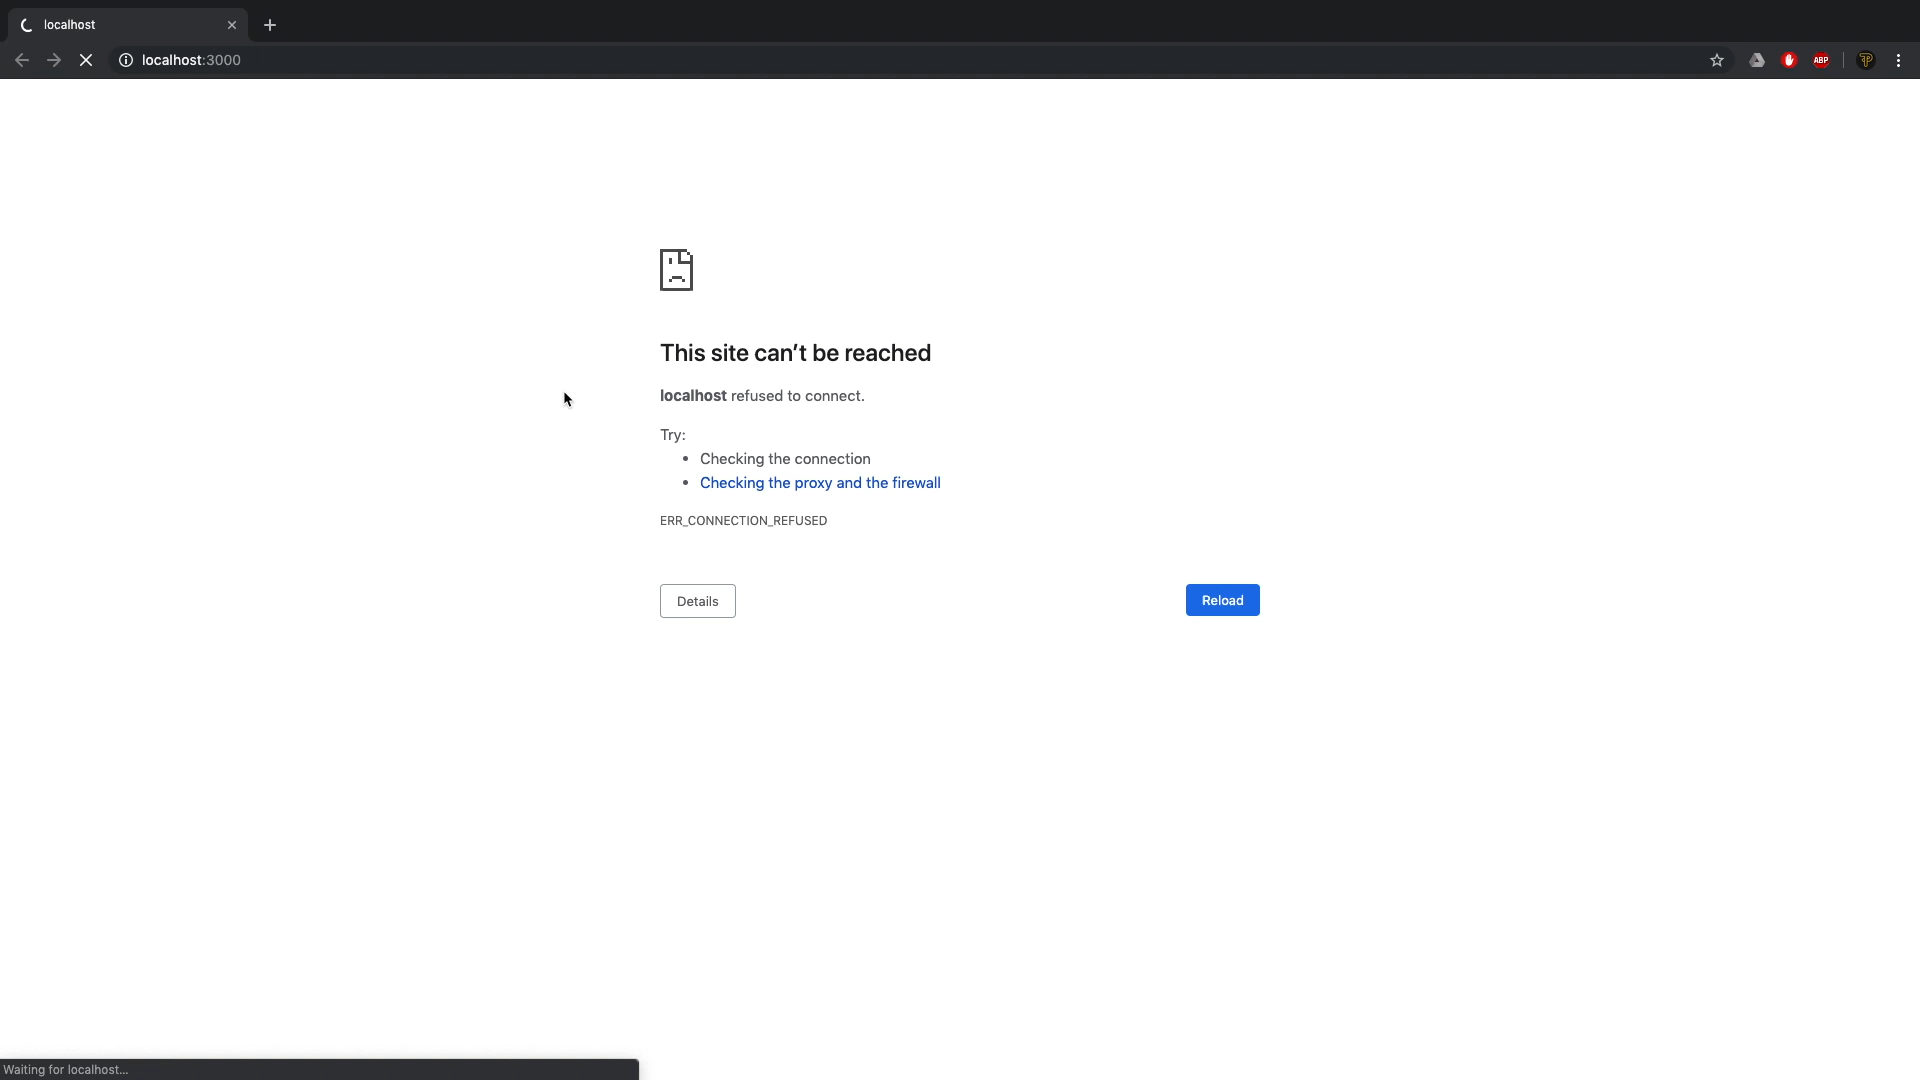 localhost
localhost:3000
ABP
This site can't be reached
localhost refused to connect.
Try:
• Checking the connection
• Checking the proxy and the firewall
ERR_CONNECTION_REFUSED
Details
Reload
Waiting for localhost...